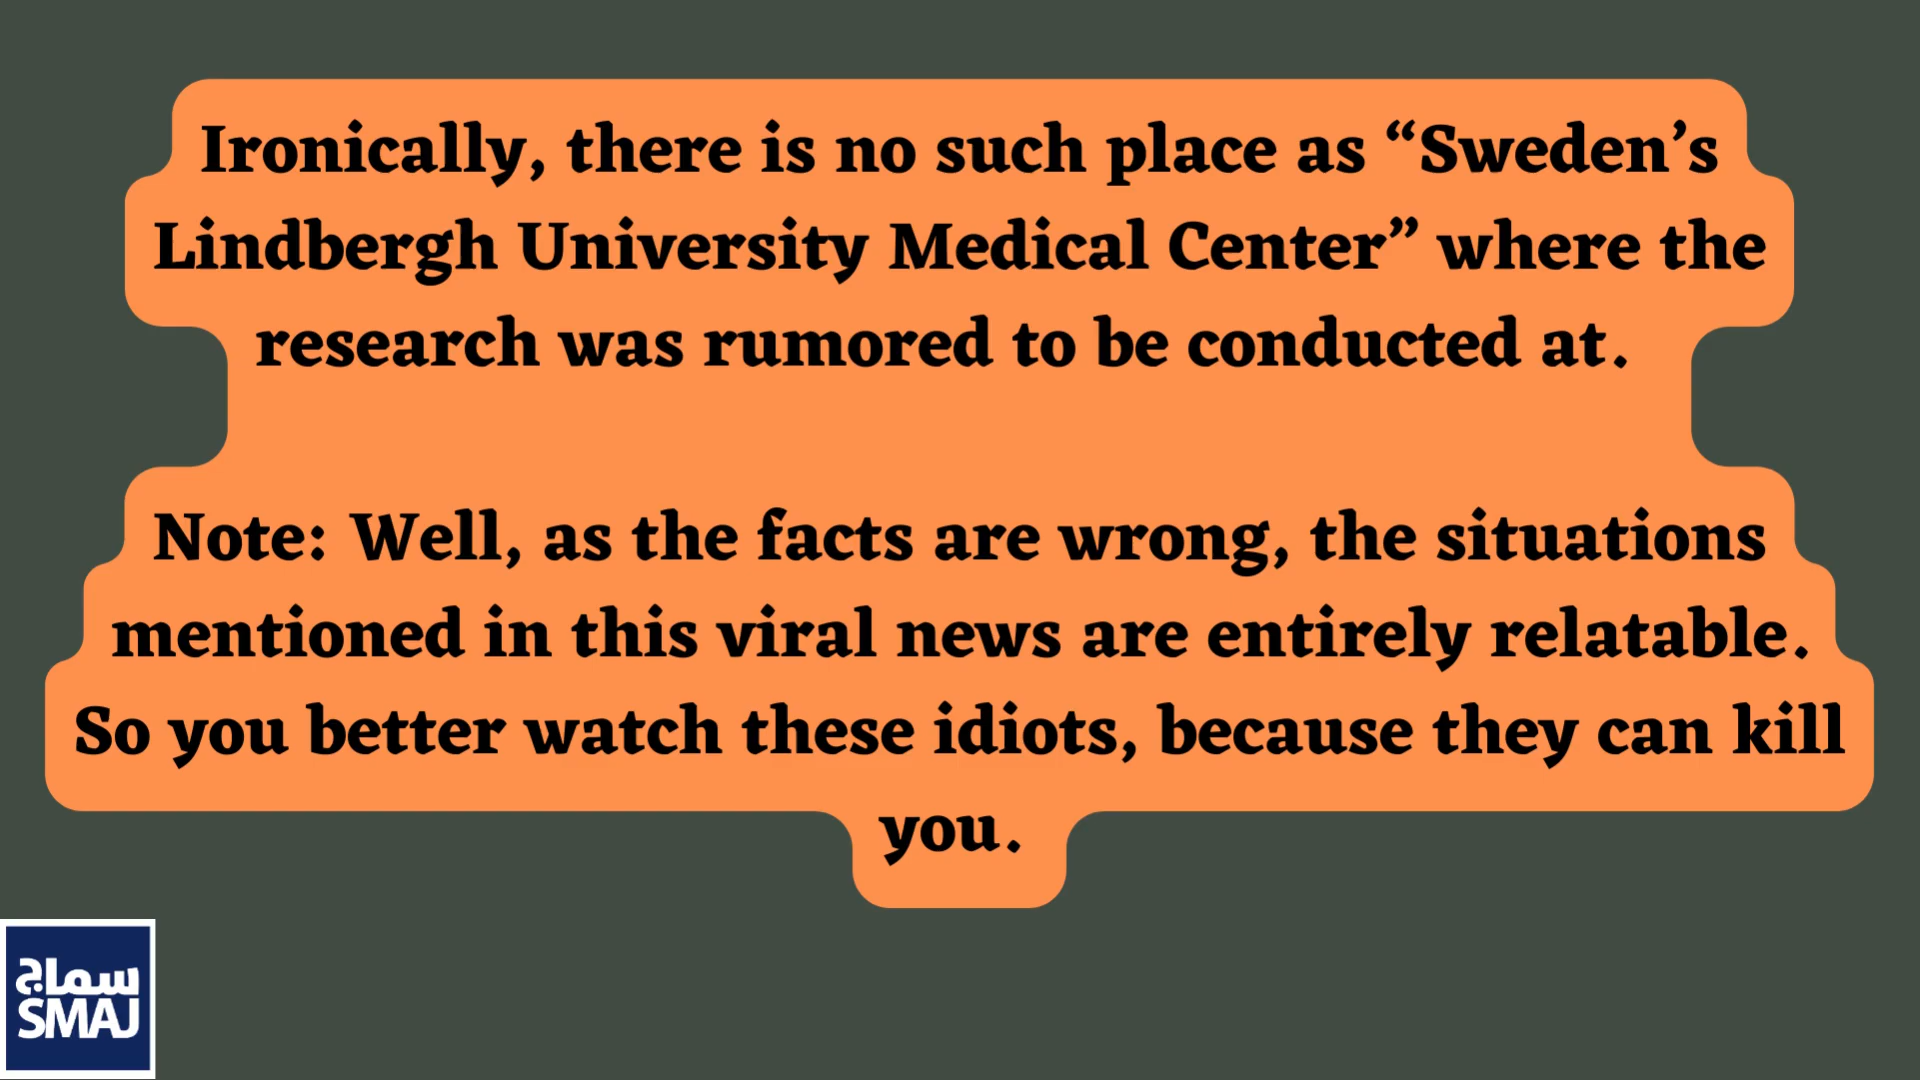 Ironically, there is no such place as “Sweden’s
Lindbergh University Medical Center” where the
research was rumored to be conducted at.
Note: Well, as the facts are wrong, the situations
mentioned in this viral news are entirely relatable.
So you better watch these idiots, because they can kill
you.
سماج
SMAJ